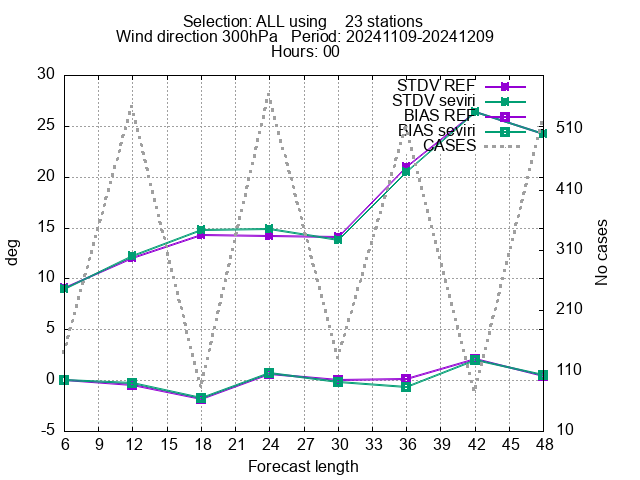 Selection: ALL using    23 stations
Wind direction 300hPa   Period: 20241109-20241209
Hours: 00
STDV REF
STDV seviri
BIAS REF
BIAS seviri
CASES
30
25
20
15
10
5
0
-5
deg
510
410
310
210
110
10
No cases
6 9 12 15 18 21 24 27 30 33 36 39 42 45 48
Forecast length